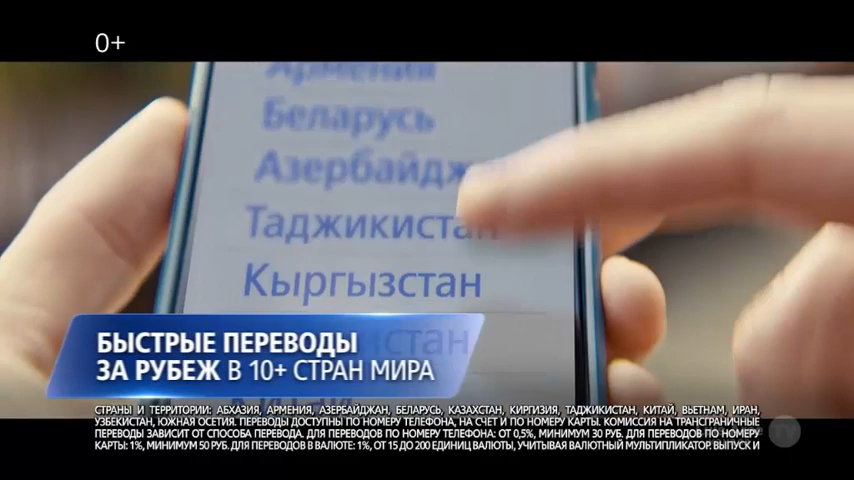 0+
Армения
Беларусь
Азербайдж
Таджикистан
Кыргызстан
БЫСТРЫЕ ПЕРЕВОДЫ
ЗА РУБЕЖ В 10+ СТРАН МИРА
Китай
СТРАНЫ И ТЕРРИТОРИИ: АБХАЗИЯ, АРМЕНИЯ, АЗЕРБАЙДЖАН, БЕЛАРУСЬ, КАЗАХСТАН, КИРГИЗИЯ, ТАДЖИКИСТАН, КИТАЙ, ВЬЕТНАМ, ИРАН,
УЗБЕКИСТАН, ЮЖНАЯ ОСЕТИЯ. ПЕРЕВОДЫ ДОСТУПНЫ ПО НОМЕРУ ТЕЛЕФОНА, НА СЧЕТ И ПО НОМЕРУ КАРТЫ. КОМИССИЯ НА ТРАНСГРАНИЧНЫЕ
ПЕРЕВОДЫ ЗАВИСИТ ОТ СПОСОБА ПЕРЕВОДА. ДЛЯ ПЕРЕВОДОВ ПО НОМЕРУ ТЕЛЕФОНА: ОТ 0,5%, МИНИМУМ 30 РУБ. ДЛЯ ПЕРЕВОДОВ ПО НОМЕРУ
КАРТЫ: 1%, МИНИМУМ 50 РУБ. ДЛЯ ПЕРЕВОДОВ В ВАЛЮТЕ: 1%, ОТ 15 ДО 200 ЕДИНИЦ ВАЛЮТЫ, УЧИТЫВАЯ ВАЛЮТНЫЙ МУЛЬТИПЛИКАТОР. ВЫПУСК И